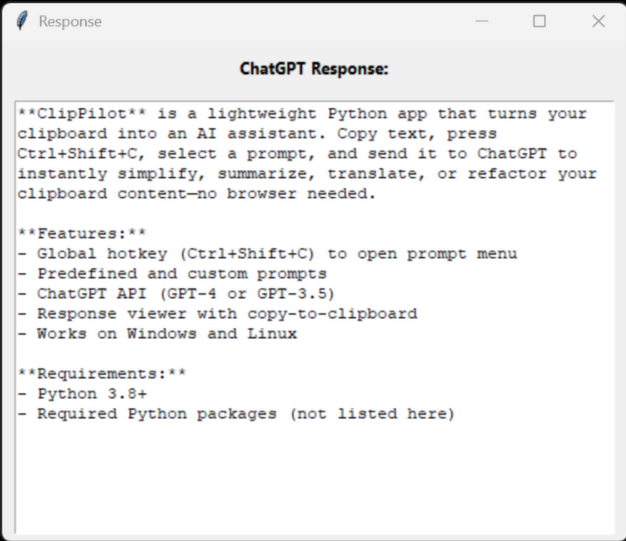 Response
ChatGPT Response:
**ClipPilot** is a lightweight Python app that turns your
clipboard into an AI assistant. Copy text, press
Ctrl+Shift+C, select a prompt, and send it to ChatGPT to
instantly simplify, summarize, translate, or refactor your
clipboard content—no browser needed.

**Features:**
- Global hotkey (Ctrl+Shift+C) to open prompt menu
- Predefined and custom prompts
- ChatGPT API (GPT-4 or GPT-3.5)
- Response viewer with copy-to-clipboard
- Works on Windows and Linux

**Requirements:**
- Python 3.8+
- Required Python packages (not listed here)